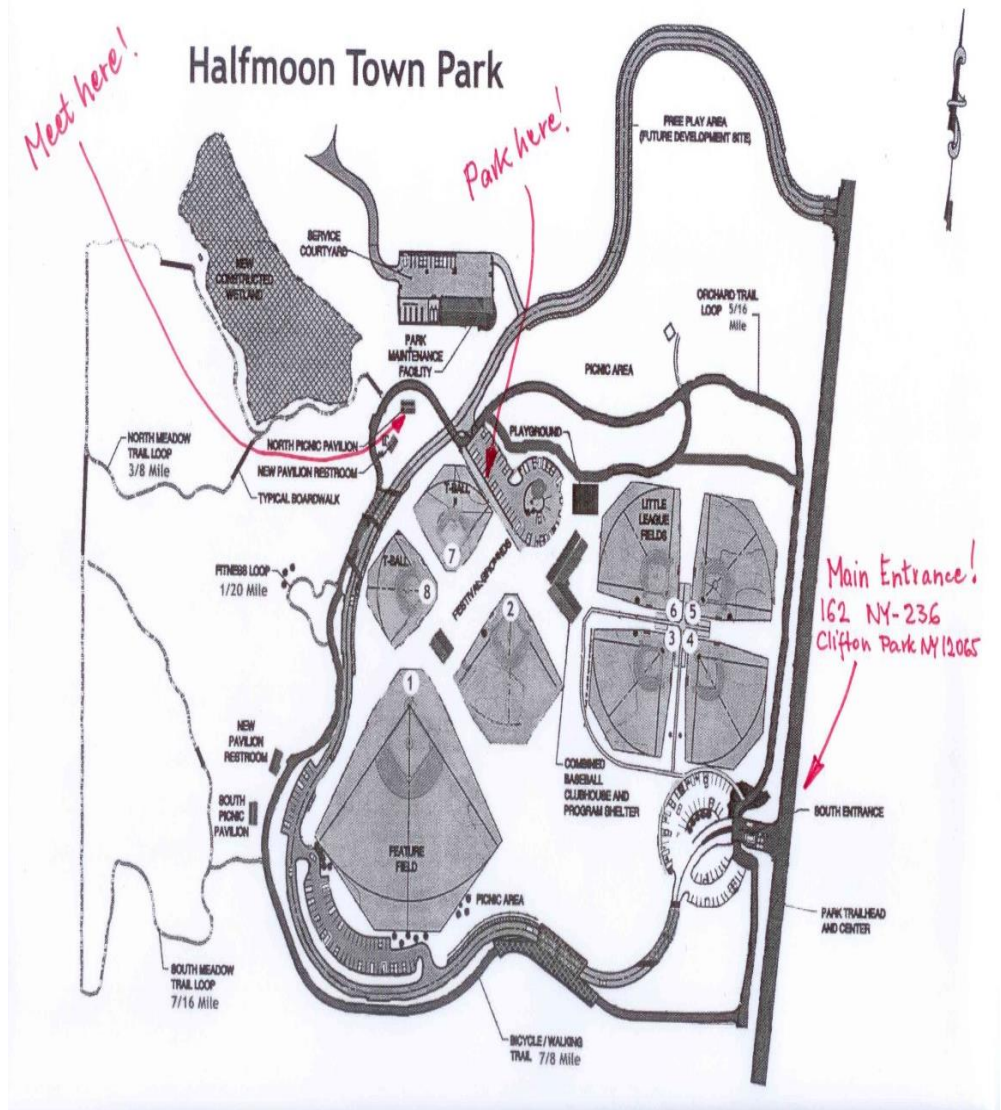 Halfmoon Town Park
Meet here!
Park here!
FREE PLAY AREA
(FUTURE DEVELOPMENT SITE)
SERVICE
COURTYARD
NEW
CONSTRUCTED
WETLAND
ORCHARD TRAIL
LOOP 5/16
Mile
PARK
MAINTENANCE
FACILITY
PICNIC AREA
NORTH MEADOW
TRAIL LOOP
3/8 Mile
NORTH PICNIC PAVILION
NEW PAVILION RESTROOM
TYPICAL BOARDWALK
PLAYGROUND
T-BALL
7
LITTLE
LEAGUE
FIELDS
FITNESS LOOP
1/20 Mile
T-BALL
8
FESTIVAL GROUNDS
2
6 5
3 4
Main Entrance!
162 NY-236
Clifton Park NY 12065
1
NEW
PAVILION
RESTROOM
SOUTH
PICNIC
PAVILION
COMBINED
BASEBALL
CLUBHOUSE AND
PROGRAM SHELTER
SOUTH ENTRANCE
FEATURE
FIELD
PICNIC AREA
PARK TRAILHEAD
AND CENTER
SOUTH MEADOW
TRAIL LOOP
7/16 Mile
BICYCLE / WALKING
TRAIL 7/8 Mile